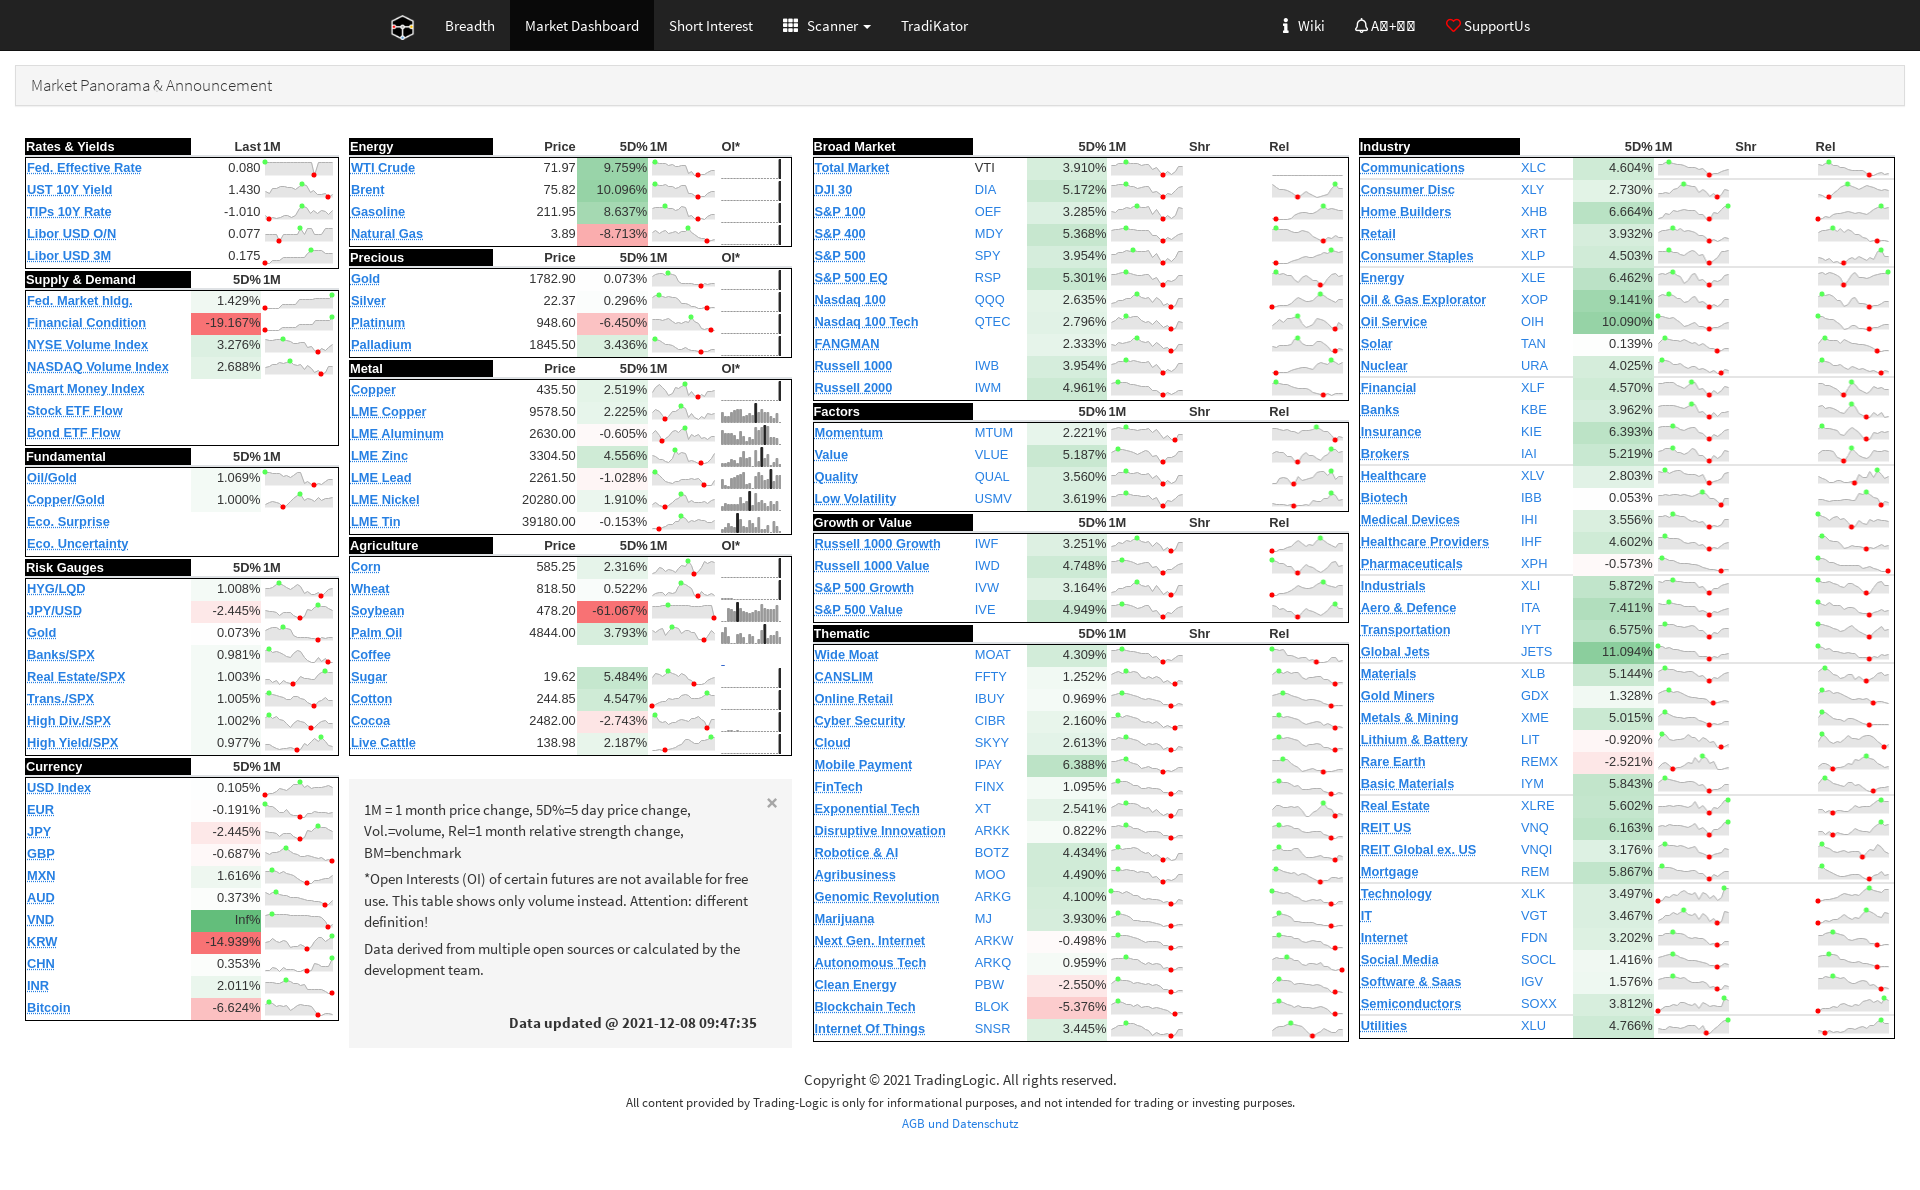 Breadth
Market Dashboard
Short Interest
Scanner
TradiKator
Wiki
SupportUs
Market Panorama & Announcement
Rates & Yields Last 1M
Fed. Effective Rate 0.080
UST 10Y Yield 1.430
TIPs 10Y Rate -1.010
Libor USD O/N 0.077
Libor USD 3M 0.175
Supply & Demand 5D% 1M
Fed. Market hldg. 1.429%
Financial Condition -19.167%
NYSE Volume Index 3.276%
NASDAQ Volume Index 2.688%
Smart Money Index
Stock ETF Flow
Bond ETF Flow
Fundamental 5D% 1M
Oil/Gold 1.069%
Copper/Gold 1.000%
Eco. Surprise
Eco. Uncertainty
Risk Gauges 5D% 1M
HYG/LQD 1.008%
JPY/USD -2.445%
Gold 0.073%
Banks/SPX 0.981%
Real Estate/SPX 1.003%
Trans./SPX 1.005%
High Div./SPX 1.002%
High Yield/SPX 0.977%
Currency 5D% 1M
USD Index 0.105%
EUR -0.191%
JPY -2.445%
GBP -0.687%
MXN 1.616%
AUD 0.373%
VND Inf%
KRW -14.939%
CHN 0.353%
INR 2.011%
Bitcoin -6.624%
Energy Price 5D% 1M OI*
WTI Crude 71.97 9.759%
Brent 75.82 10.096%
Gasoline 211.95 8.637%
Natural Gas 3.89 -8.713%
Precious Price 5D% 1M OI*
Gold 1782.90 0.073%
Silver 22.37 0.296%
Platinum 948.60 -6.450%
Palladium 1845.50 3.436%
Metal Price 5D% 1M OI*
Copper 435.50 2.519%
LME Copper 9578.50 2.225%
LME Aluminum 2630.00 -0.605%
LME Zinc 3304.50 4.556%
LME Lead 2261.50 -1.028%
LME Nickel 20280.00 1.910%
LME Tin 39180.00 -0.153%
Agriculture Price 5D% 1M OI*
Corn 585.25 2.316%
Wheat 818.50 0.522%
Soybean 478.20 -61.067%
Palm Oil 4844.00 3.793%
Coffee
Sugar 19.62 5.484%
Cotton 244.85 4.547%
Cocoa 2482.00 -2.743%
Live Cattle 138.98 2.187%
×
1M = 1 month price change, 5D%=5 day price change,
Vol.=volume, Rel=1 month relative strength change,
BM=benchmark
*Open Interests (OI) of certain futures are not available for free
use. This table shows only volume instead. Attention: different
definition!
Data derived from multiple open sources or calculated by the
development team.
Data updated @ 2021-12-08 09:47:35
Broad Market 5D% 1M Shr Rel
Total Market VTI 3.910%
DJI 30 DIA 5.172%
S&P 100 OEF 3.285%
S&P 400 MDY 5.368%
S&P 500 SPY 3.954%
S&P 500 EQ RSP 5.301%
Nasdaq 100 QQQ 2.635%
Nasdaq 100 Tech QTEC 2.796%
FANGMAN 2.333%
Russell 1000 IWB 3.954%
Russell 2000 IWM 4.961%
Factors 5D% 1M
Momentum MTUM 2.221%
Value VLUE 5.187%
Quality QUAL 3.560%
Low Volatility USMV 3.619%
Growth or Value 5D% 1M Shr Rel
Russell 1000 Growth IWF 3.251%
Russell 1000 Value IWD 4.748%
S&P 500 Growth IVW 3.164%
S&P 500 Value IVE 4.949%
Thematic 5D% 1M Shr Rel
Wide Moat MOAT 4.309%
CANSLIM FFTY 1.252%
Online Retail IBUY 0.969%
Cyber Security CIBR 2.160%
Cloud SKYY 2.613%
Mobile Payment IPAY 6.388%
FinTech FINX 1.095%
Exponential Tech XT 2.541%
Disruptive Innovation ARKK 0.822%
Robotice & AI BOTZ 4.434%
Agribusiness MOO 4.490%
Genomic Revolution ARKG 4.100%
Marijuana MJ 3.930%
Next Gen. Internet ARKW -0.498%
Autonomous Tech ARKQ 0.959%
Clean Energy PBW -2.550%
Blockchain Tech BLOK -5.376%
Internet Of Things SNSR 3.445%
Industry 5D% 1M Shr Rel
Communications XLC 4.604%
Consumer Disc XLY 2.730%
Home Builders XHB 6.664%
Retail XRT 3.932%
Consumer Staples XLP 4.503%
Energy XLE 6.462%
Oil & Gas Explorator XOP 9.141%
Oil Service OIH 10.090%
Solar TAN 0.139%
Nuclear URA 4.025%
Financial XLF 4.570%
Banks KBE 3.962%
Insurance KIE 6.393%
Brokers IAI 5.219%
Healthcare XLV 2.803%
Biotech IBB 0.053%
Medical Devices IHI 3.556%
Healthcare Providers IHF 4.602%
Pharmaceuticals XPH -0.573%
Industrials XLI 5.872%
Aero & Defence ITA 7.411%
Transportation IYT 6.575%
Global Jets JETS 11.094%
Materials XLB 5.144%
Gold Miners GDX 1.328%
Metals & Mining XME 5.015%
Lithium & Battery LIT -0.920%
Rare Earth REMX -2.521%
Basic Materials IYM 5.843%
Real Estate XLRE 5.602%
REIT US VNQ 6.163%
REIT Global ex. US VNQI 3.176%
Mortgage REM 5.867%
Technology XLK 3.497%
IT VGT 3.467%
Internet FDN 3.202%
Social Media SOCL 1.416%
Software & Saas IGV 1.576%
Semiconductors SOXX 3.812%
Utilities XLU 4.766%
Copyright © 2021 TradingLogic. All rights reserved.
All content provided by Trading-Logic is only for informational purposes, and not intended for trading or investing purposes.
AGB und Datenschutz